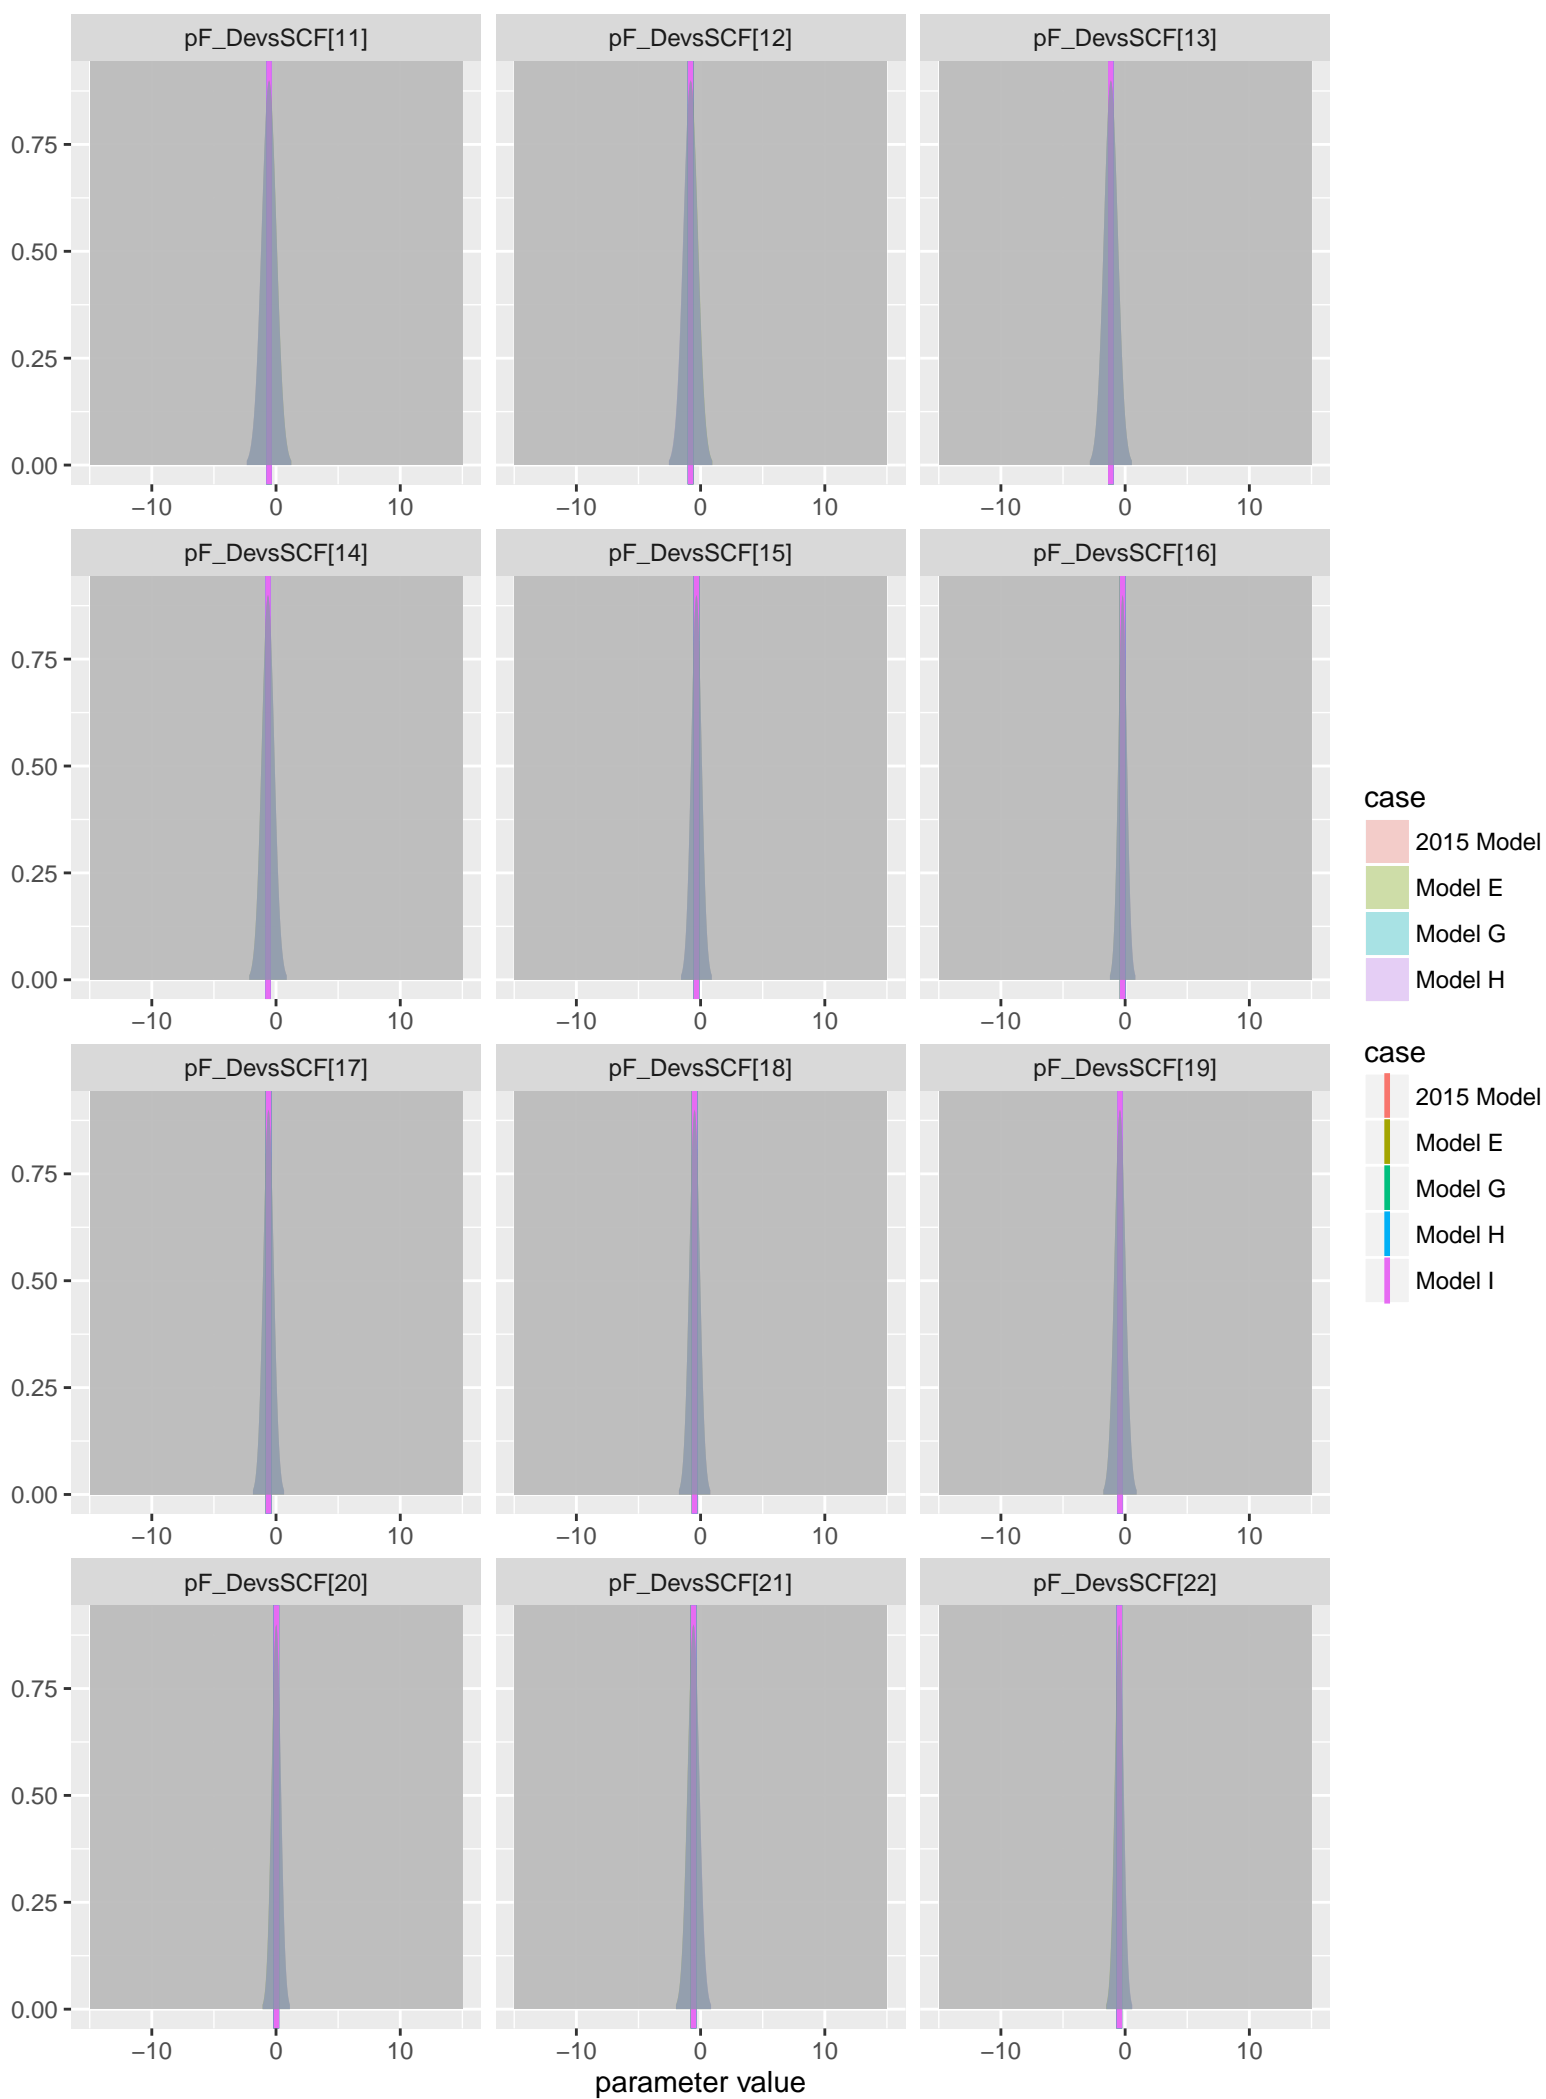 pF_DevsSCF[11] pF_DevsSCF[12] pF_DevsSCF[13]
0.75
0.50
0.25
0.00
−10 0 10 −10 0 10 −10 0 10
pF_DevsSCF[14] pF_DevsSCF[15] pF_DevsSCF[16]
0.75
0.50
0.25
0.00
−10 0 10 −10 0 10 −10 0 10
pF_DevsSCF[17] pF_DevsSCF[18] pF_DevsSCF[19]
0.75
0.50
0.25
0.00
−10 0 10 −10 0 10 −10 0 10
pF_DevsSCF[20] pF_DevsSCF[21] pF_DevsSCF[22]
0.75
0.50
0.25
0.00
−10 0 10 −10 0 10 −10 0 10
parameter value
case
2015 Model
Model E
Model G
Model H
case
2015 Model
Model E
Model G
Model H
Model I